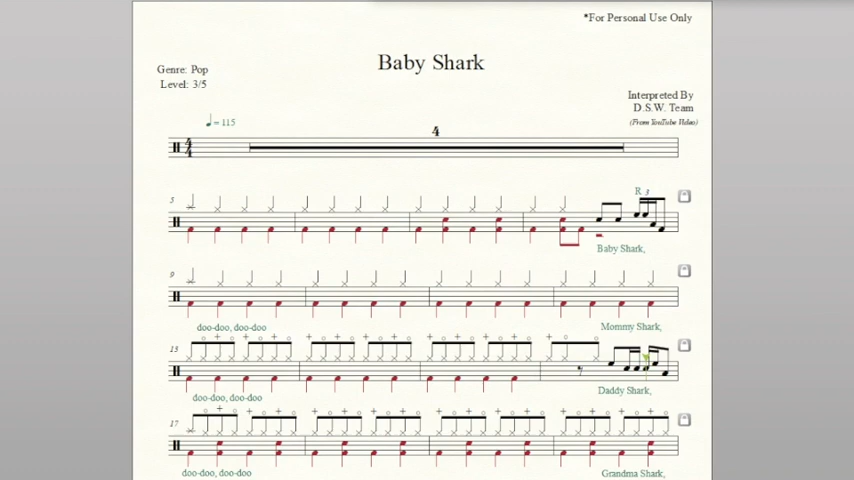 *For Personal Use Only
Baby Shark
Genre: Pop
Level: 3/5
Interpreted By
D.S.W. Team
(From YouTube Video)
= 115
4
4
4
5
R 3
Baby Shark,
9
doo-doo, doo-doo
Mommy Shark,
13
doo-doo, doo-doo
Daddy Shark,
17
doo-doo, doo-doo
Grandma Shark,